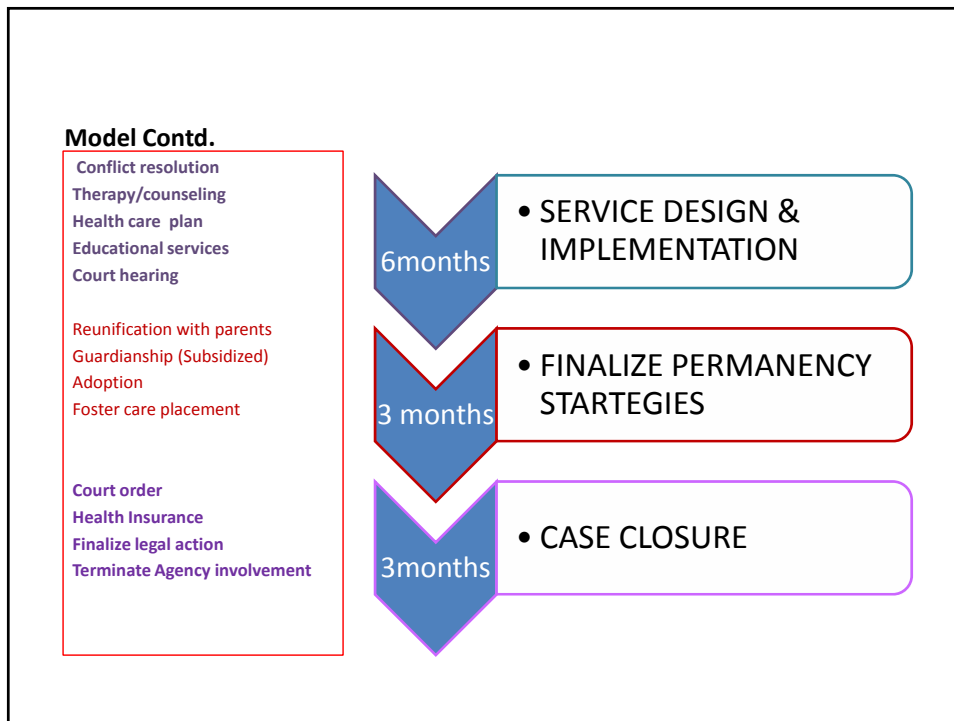 Model Contd.
Conflict resolution
Therapy/counseling
Health care plan
Educational services
Court hearing
Reunification with parents
Guardianship (Subsidized)
Adoption
Foster care placement
Court order
Health Insurance
Finalize legal action
Terminate Agency involvement
6months
• SERVICE DESIGN &
IMPLEMENTATION
3 months
• FINALIZE PERMANENCY
STARTEGIES
3months
• CASE CLOSURE